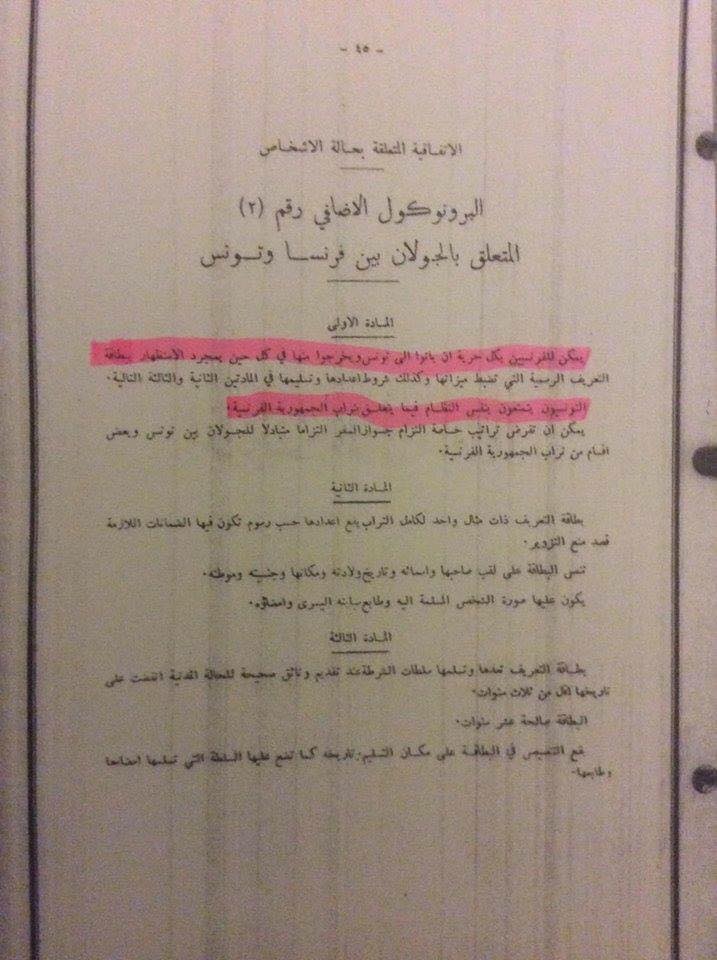 - ٤٥ -
الاتفاقية المتعلقة بحالة الاشخاص
البروتوكول الاضافي رقم (٢)
المتعلق بالجولان بين فرنسا وتونس
المادة الاولى
يمكن للفرنسيين بكل حرية ان ياتوا الى تونس ويخرجوا منها في كل حين بمجرد الاستظهار ببطاقة
التعريف الرسمية التي تضبط ميزاتها وكذلك شروط اعدادها وتسليمها في المادتين الثانية والثالثة التالية.
التونسيون يتمتعون بنفس النظام فيما يتعلق بتراب الجمهورية الفرنسية.
يمكن ان تفرض تراتيب خاصة التزام جواز السفر التزاما متبادلا للجولان بين تونس وبعض
اقسام من تراب الجمهورية الفرنسية.
المادة الثانية
بطاقة التعريف ذات مثال واحد لكامل التراب يقع اعدادها حسب رسوم تكون فيها الضمانات اللازمة
قصد منع التزوير.
تنص البطاقة على لقب صاحبها واسمائه وتاريخ ولادته ومكانها وجنسيته وموطنه.
يكون عليها صورة الشخص المسلمة اليه وطابع سبابته اليسرى وامضاؤه.
المادة الثالثة
بطاقة التعريف تعدها وتسلمها سلطات الشرطة عند تقديم وثائق صحيحة للحالة المدنية انقضت على
تاريخها اقل من ثلاث سنوات.
البطاقة صالحة عشر سنوات.
يقع التنصيص في البطاقة على مكان التسليم وتاريخه كما تضع عليها السلطة التي تسلمها امضاءها
وطابعها.